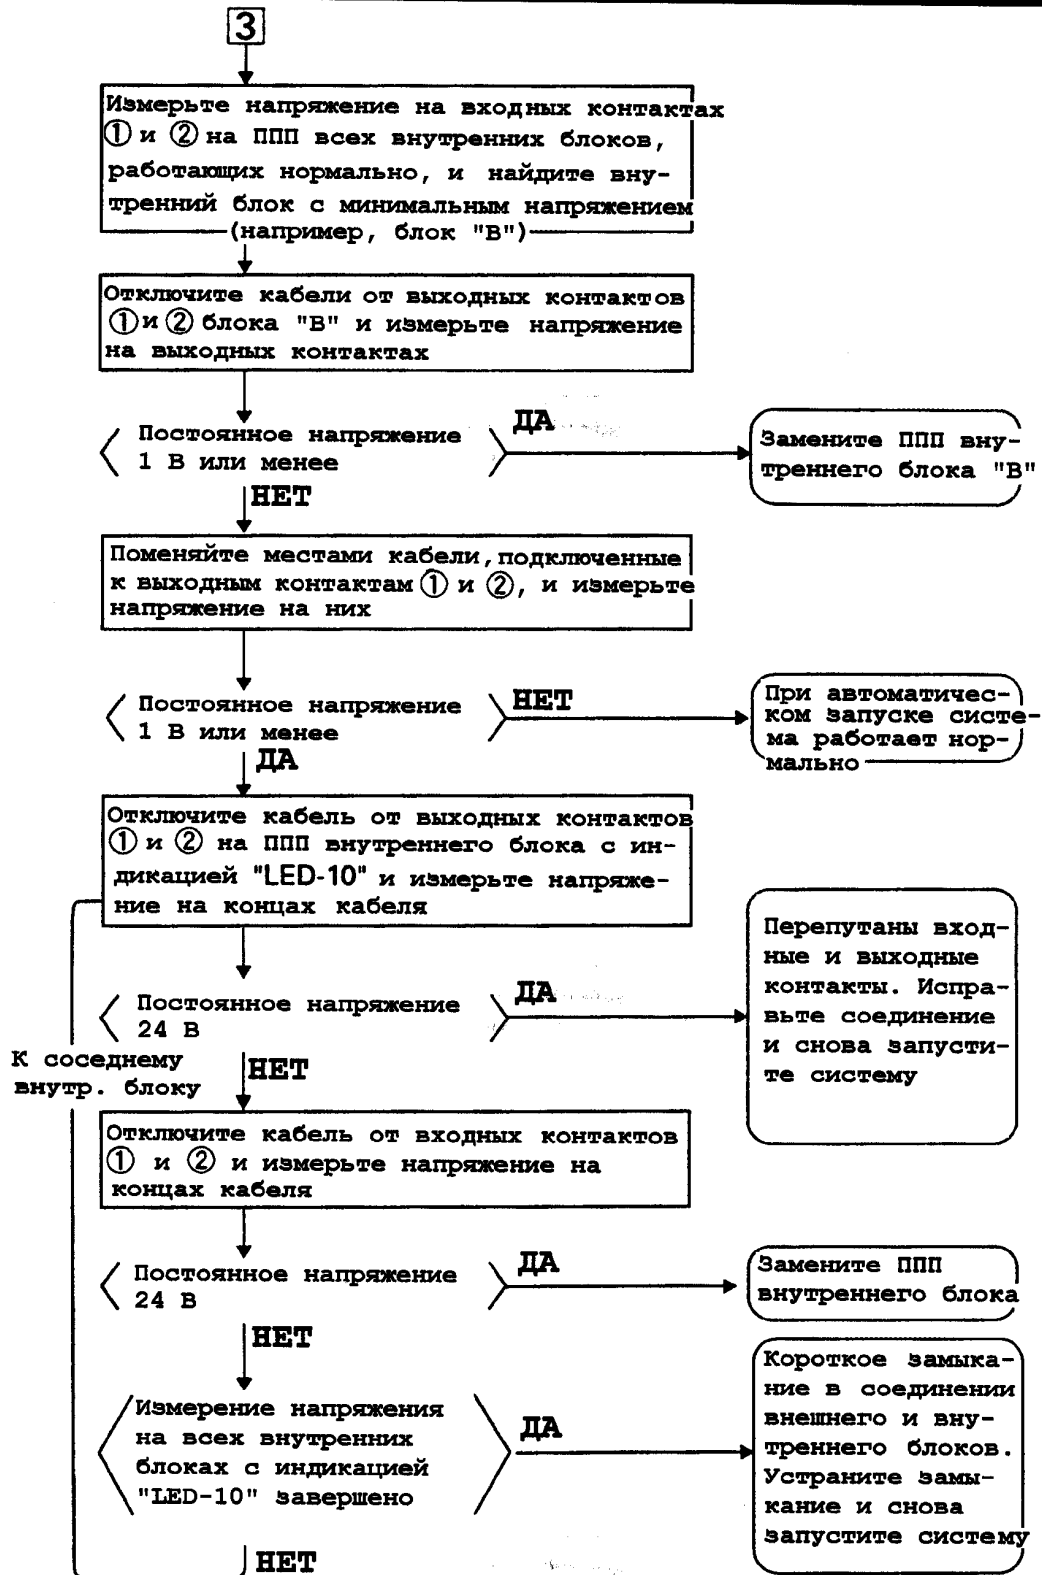 3
Измерьте напряжение на входных контактах
① и ② на ППП всех внутренних блоков,
работающих нормально, и найдите вну-
тренний блок с минимальным напряжением
(например, блок "В")
Отключите кабели от выходных контактов
① и ② блока "В" и измерьте напряжение
на выходных контактах
Постоянное напряжение
1 В или менее
ДА
Замените ППП вну-
треннего блока "В"
НЕТ
Поменяйте местами кабели, подключенные
к выходным контактам ① и ②, и измерьте
напряжение на них
Постоянное напряжение
1 В или менее
НЕТ
При автоматичес-
ком запуске систе-
ма работает нор-
мально
ДА
Отключите кабель от выходных контактов
① и ② на ППП внутреннего блока с ин-
дикацией "LED-10" и измерьте напряже-
ние на концах кабеля
Постоянное напряжение
24 В
ДА
Перепутаны вход-
ные и выходные
контакты. Испра-
вьте соединение
и снова запусти-
те систему
К соседнему
внутр. блоку
НЕТ
Отключите кабель от входных контактов
① и ② и измерьте напряжение на
концах кабеля
Постоянное напряжение
24 В
ДА
Замените ППП
внутреннего блока
НЕТ
Измерение напряжения
на всех внутренних
блоках с индикацией
"LED-10" завершено
ДА
Короткое замыка-
ние в соединении
внешнего и вну-
треннего блоков.
Устраните замы-
кание и снова
запустите систему
НЕТ